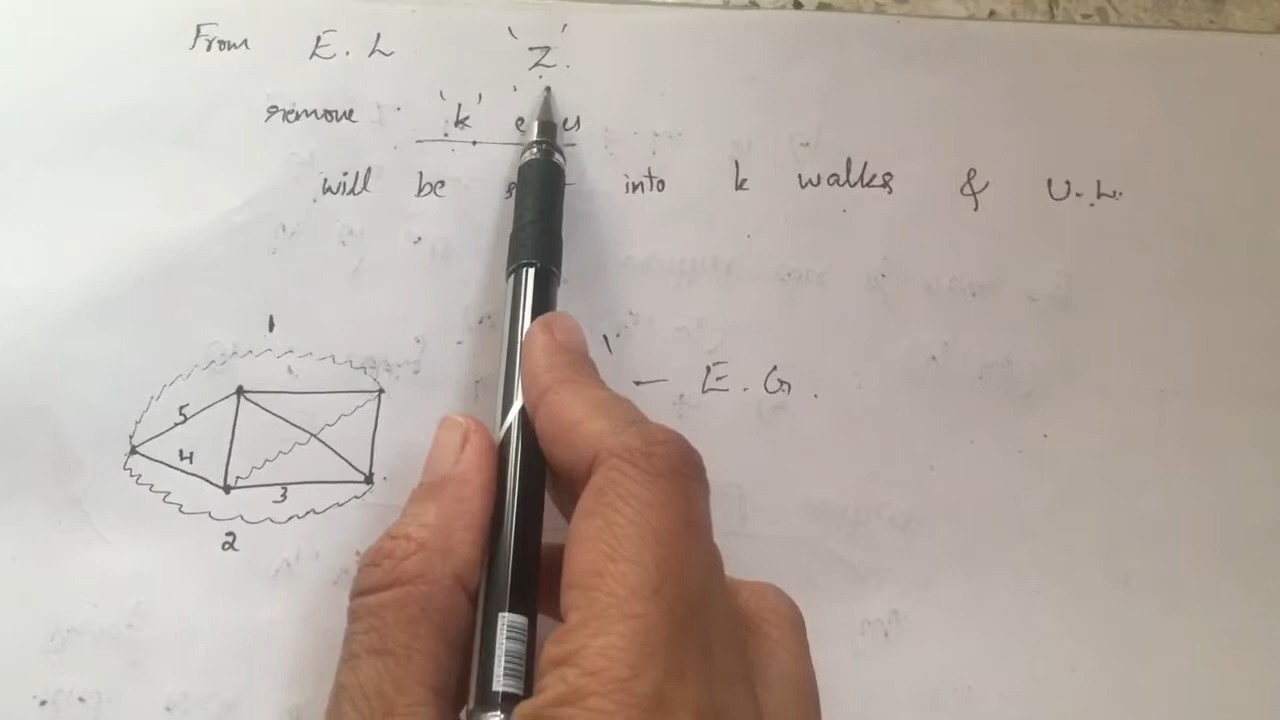 From E. L 'Z'.
remove 'k'
will be into k walks & U. L.
1
— E. G.
5
4
3
2